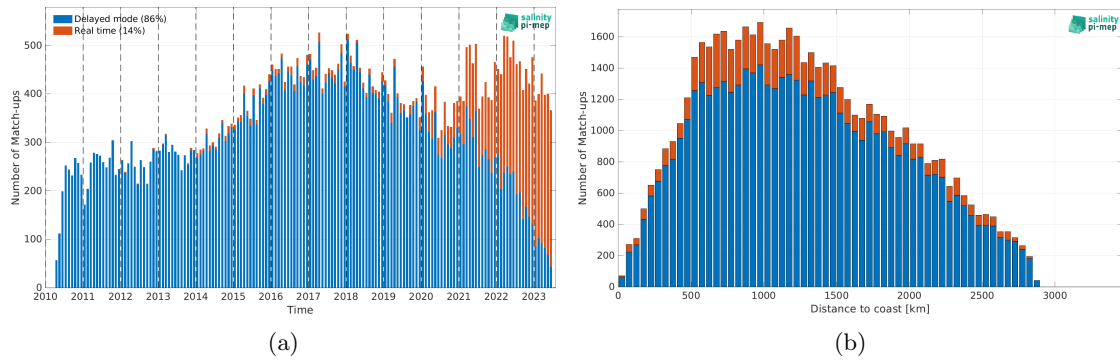 Delayed mode (86%)
Real time (14%)
salinity
pi-mep
500
400
300
200
100
0
Number of Match-ups
2010 2011 2012 2013 2014 2015 2016 2017 2018 2019 2020 2021 2022 2023
Time
(a)
salinity
pi-mep
1600
1400
1200
1000
800
600
400
200
0
Number of Match-ups
0 500 1000 1500 2000 2500 3000
Distance to coast [km]
(b)